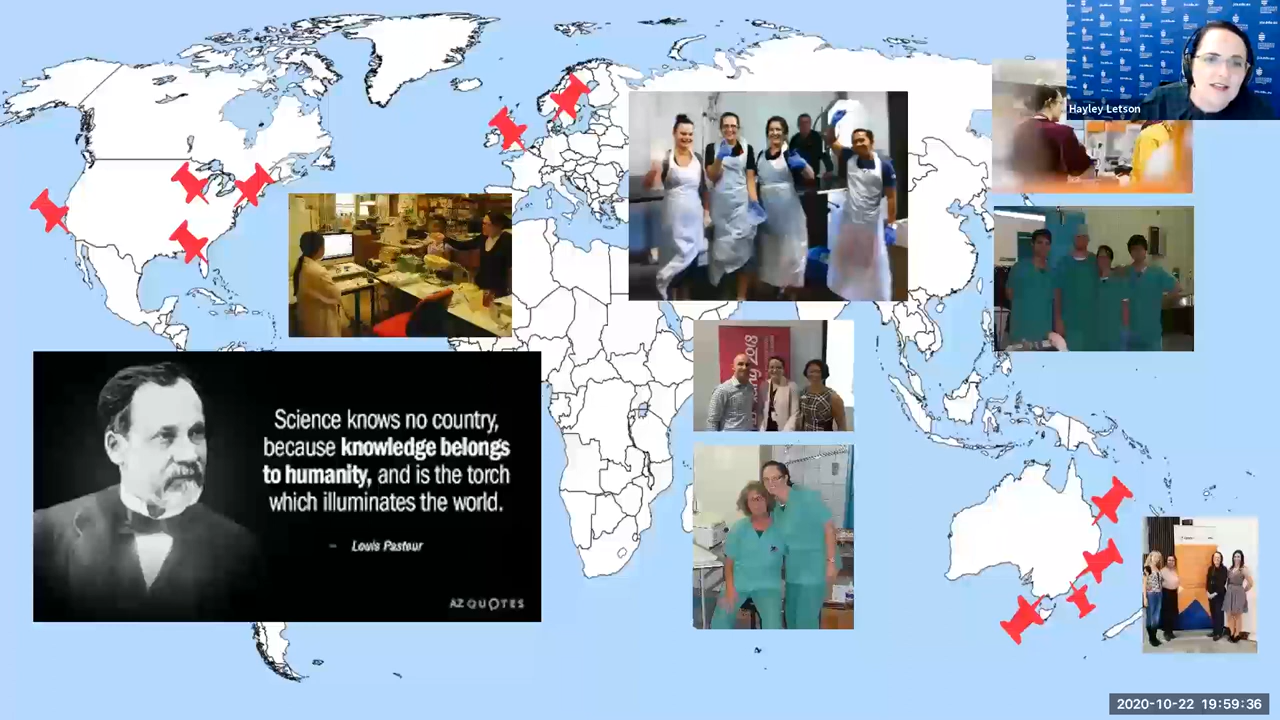 Hayley Letson
Science knows no country,
because knowledge belongs
to humanity, and is the torch
which illuminates the world.
– Louis Pasteur
AZ QUOTES
2020-10-22 19:59:36